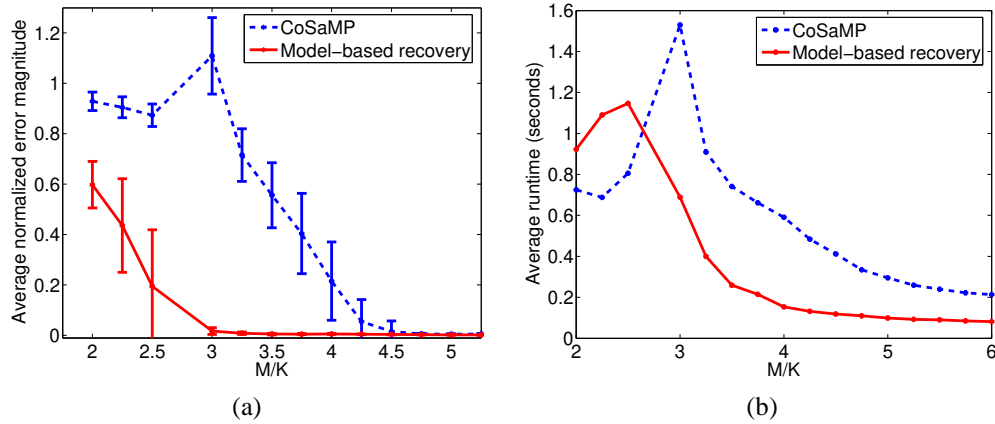 CoSaMP
Model-based recovery
Average normalized error magnitude
1.2
1
0.8
0.6
0.4
0.2
0
2
2.5
3
3.5
4
4.5
5
M/K
(a)
CoSaMP
Model-based recovery
Average runtime (seconds)
1.6
1.4
1.2
1
0.8
0.6
0.4
0.2
0
2
3
4
5
6
M/K
(b)